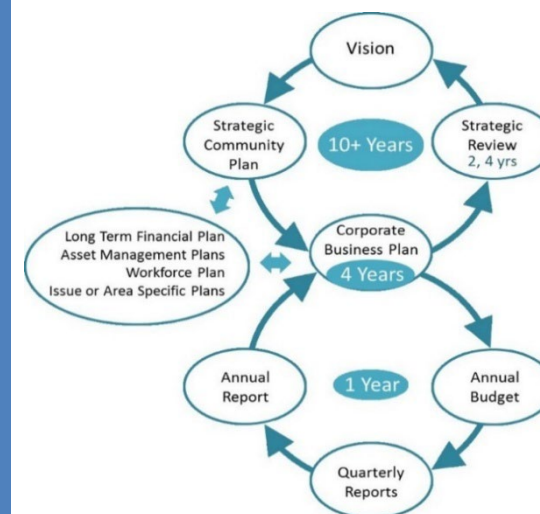 Vision
Strategic
Community
Plan
10+ Years
Strategic
Review
2, 4 yrs
Long Term Financial Plan
Asset Management Plans
Workforce Plan
Issue or Area Specific Plans
Corporate
Business Plan
4 Years
Annual
Report
1 Year
Annual
Budget
Quarterly
Reports